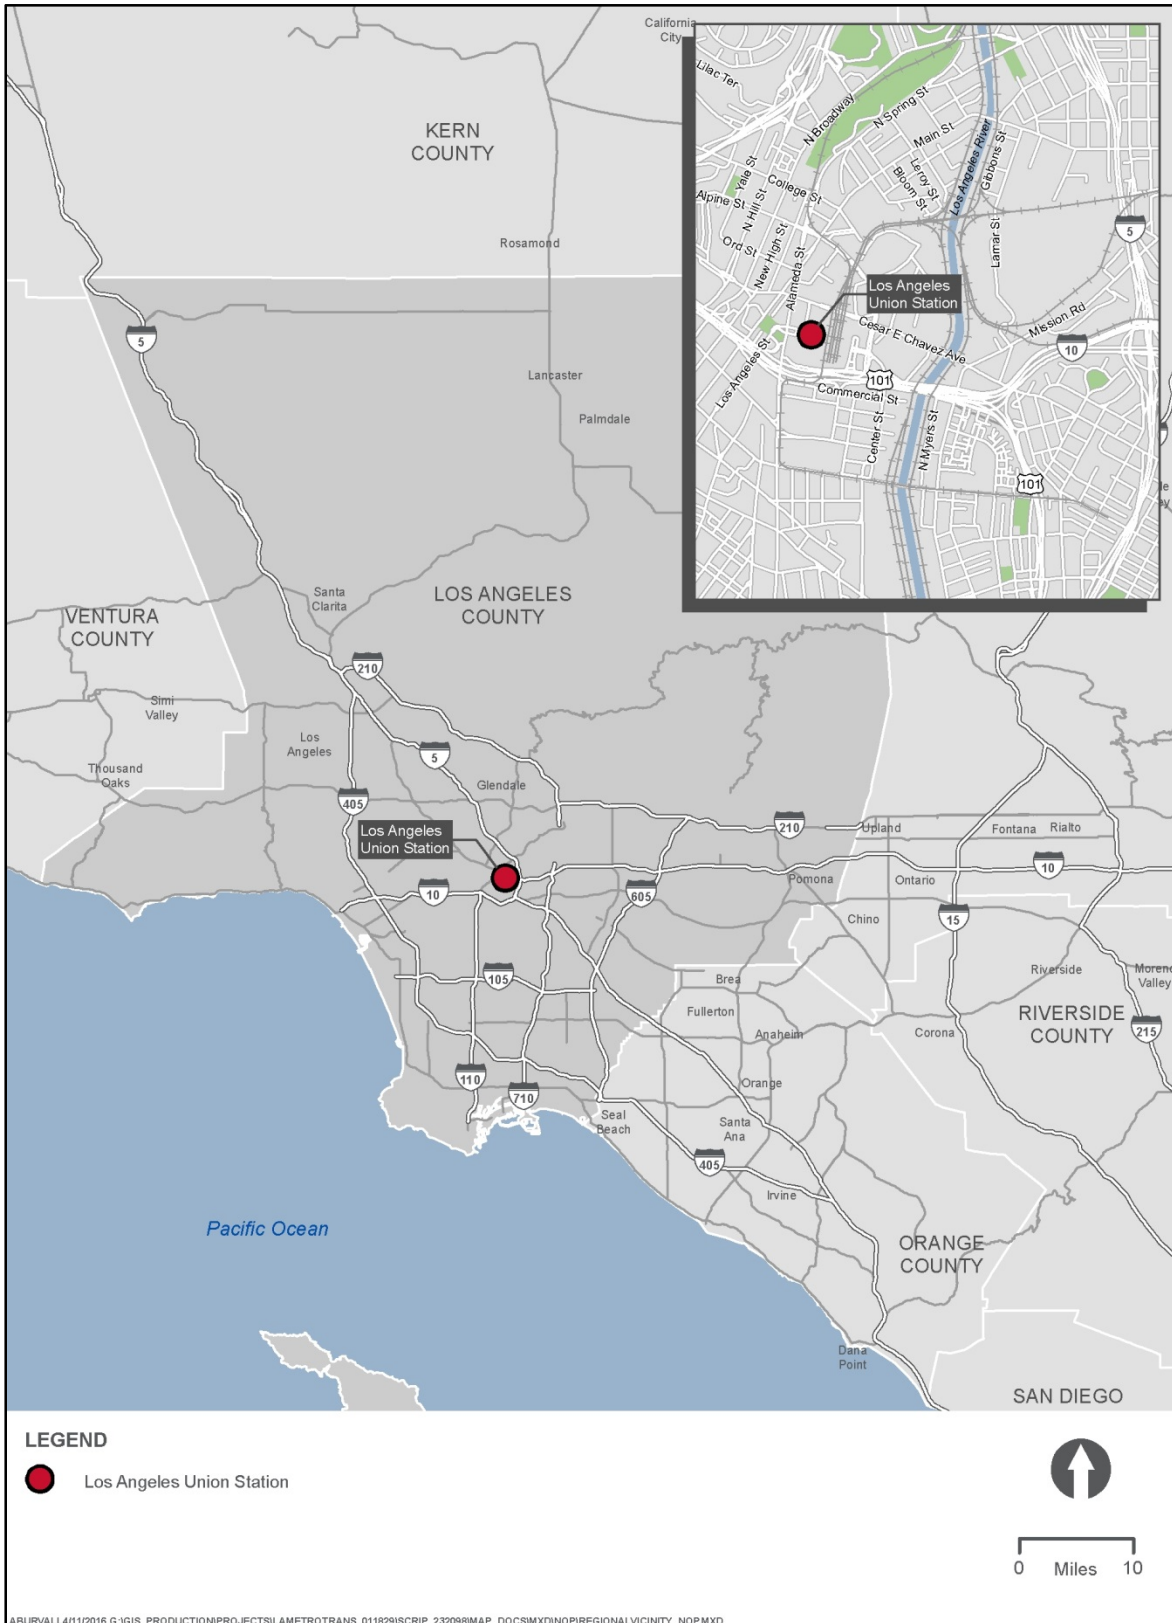 California
City
KERN
COUNTY
Rosamond
5
Lancaster
Palmdale
Santa
Clarita
LOS ANGELES
COUNTY
VENTURA
COUNTY
210
Simi
Valley
Los
Angeles
5
Thousand
Oaks
Glendale
405
Los Angeles
Union Station
210
Upland
Fontana
Rialto
10
605
Pomona
Ontario
10
Chino
15
105
Brea
Riverside
Moreno
Valley
Fullerton
Anaheim
Corona
RIVERSIDE
COUNTY
215
110
710
Orange
Seal
Beach
Santa
Ana
405
Irvine
Pacific Ocean
ORANGE
COUNTY
Dana
Point
SAN DIEGO
Lilac Ter
N Broadway
N Spring St
Main St
Leroy St
Bloom St
Los Angeles River
Gibbons St
Yale St
College St
Alpine St
N Hill St
Ord St
New High St
Alameda St
Lamar St
5
Los Angeles
Union Station
Mission Rd
Cesar E Chavez Ave
10
Los Angeles St
101
Commercial St
Center St
N Myers St
101
LEGEND
Los Angeles Union Station
0 Miles 10